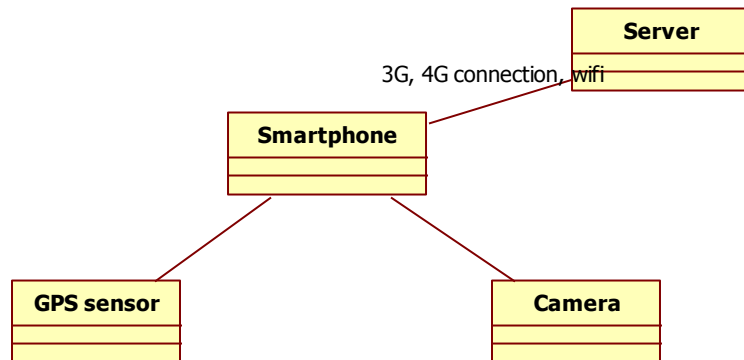 Server
3G, 4G connection, wifi
Smartphone
GPS sensor
Camera